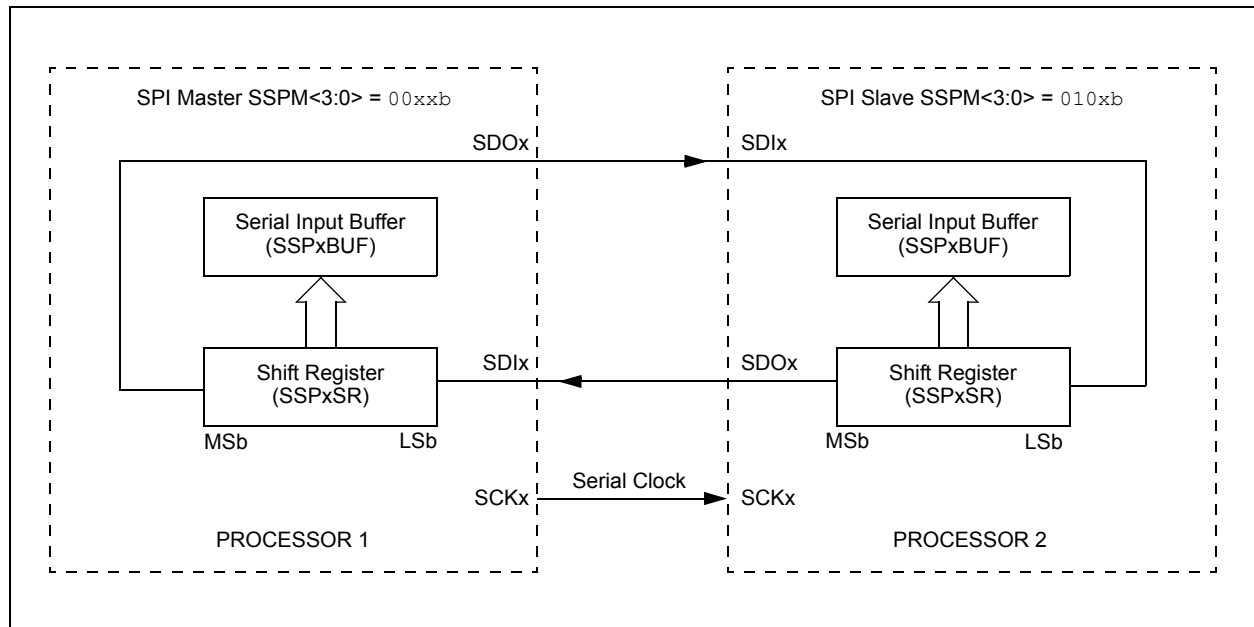 SPI Master SSPM<3:0> = 00xxb
SPI Slave SSPM<3:0> = 010xb
SDOx
SDIx
Serial Input Buffer
(SSPxBUF)
Serial Input Buffer
(SSPxBUF)
SDIx
SDOx
Shift Register
(SSPxSR)
Shift Register
(SSPxSR)
MSb
LSb
MSb
LSb
Serial Clock
SCKx
SCKx
PROCESSOR 1
PROCESSOR 2